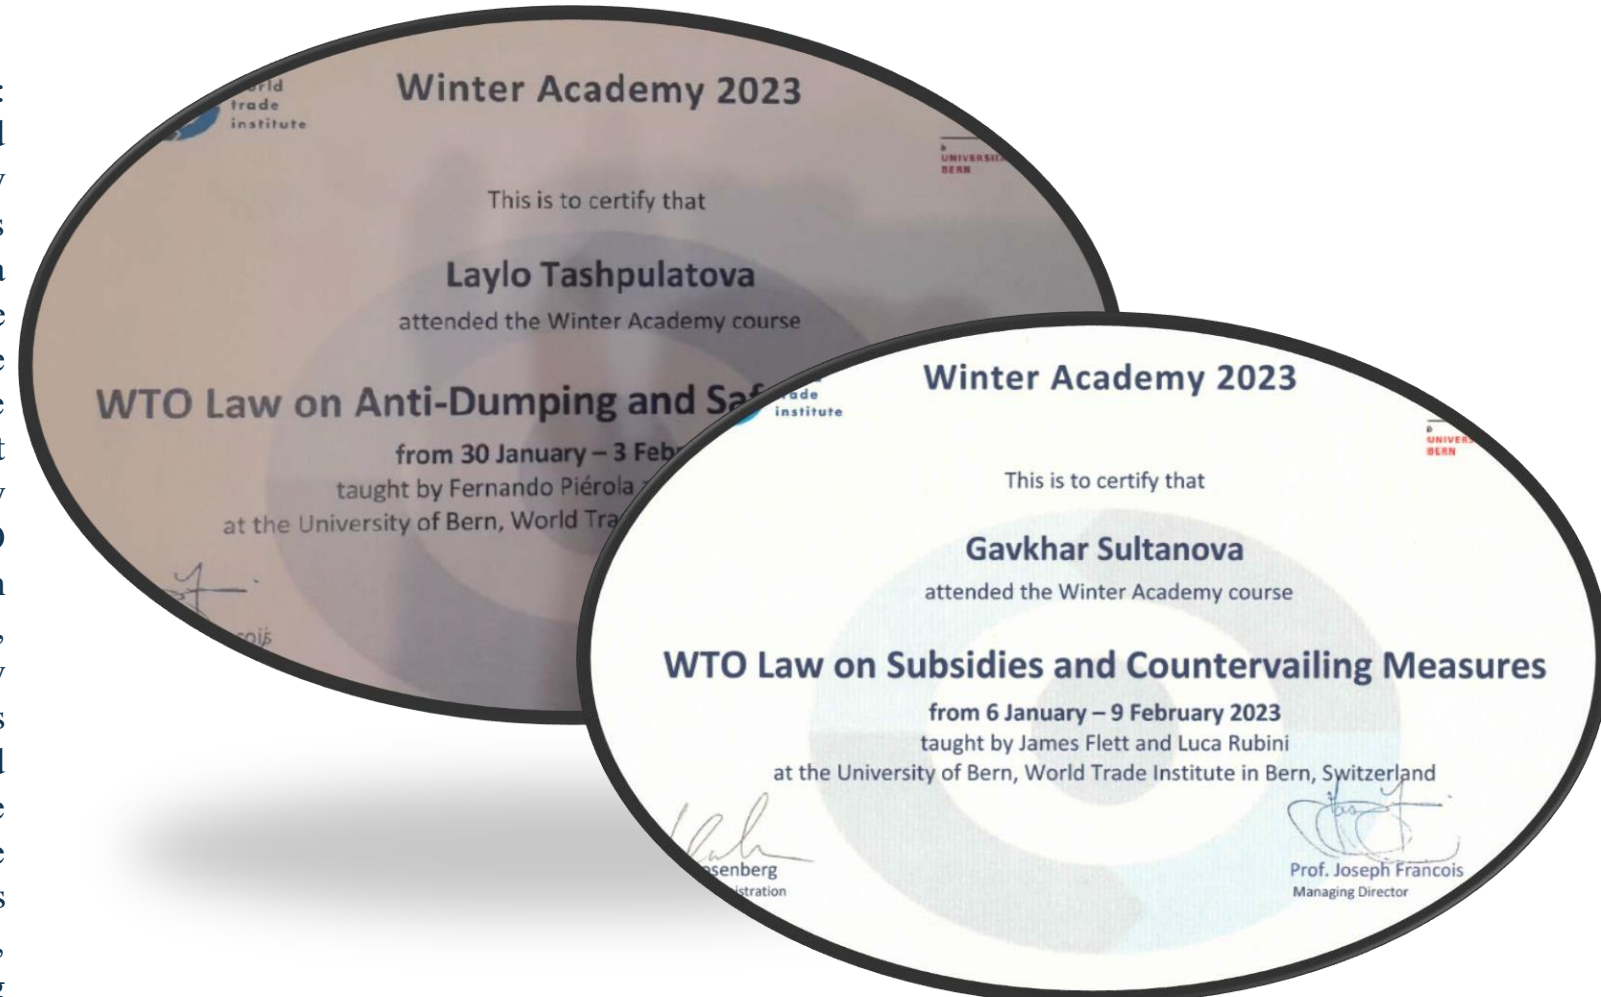 Winter Academy 2023
trade
institute
This is to certify that
Laylo Tashpulatova
attended the Winter Academy course
WTO Law on Anti-Dumping and
from 30 January – 3
taught by Fernando Piérola
at the University of Bern, World
Winter Academy 2023
institute
BERN
BERN
This is to certify that
Gavkhar Sultanova
attended the Winter Academy course
WTO Law on Subsidies and Countervailing Measures
from 6 January – 9 February 2023
taught by James Flett and Luca Rubini
at the University of Bern, World Trade Institute in Bern, Switzerland
Prof. Joseph Francois
Managing Director